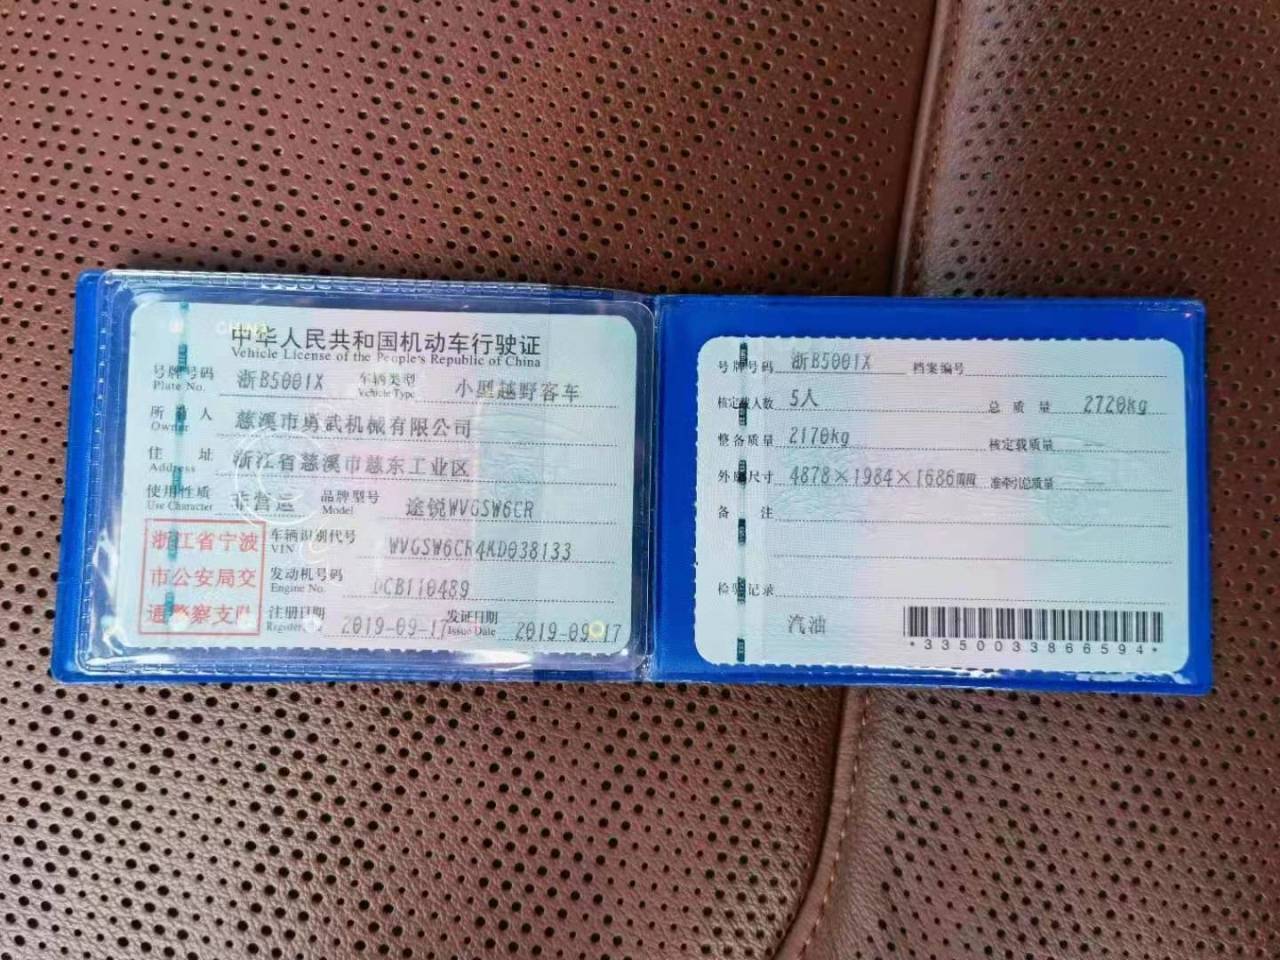 中华人民共和国机动车行驶证
Vehicle License of the People's Republic of China
号牌号码 浙B5001X 车辆类型 小型越野客车
Plate No. Vehicle Type
所有人 慈溪市勇武机械有限公司
Owner
住址 浙江省慈溪市慈东工业区
Address
使用性质 非营运 品牌型号 途锐WVGSW6CR
Use Character Model
浙江省宁波
市公安局交
通警察支队
车辆识别代号 WVGSW6CR4KD038133
VIN
发动机号码 DCB110489
Engine No.
注册日期 2019-09-17 发证日期 2019-09-17
Issue Date
号牌号码 浙B5001X 档案编号
核定载人数 5人 总质量 2720kg
整备质量 2170kg 核定载质量 --
外廓尺寸 4878×1984×1686 准牵引总质量 --
备注
检验记录
汽油
*3350033866594*